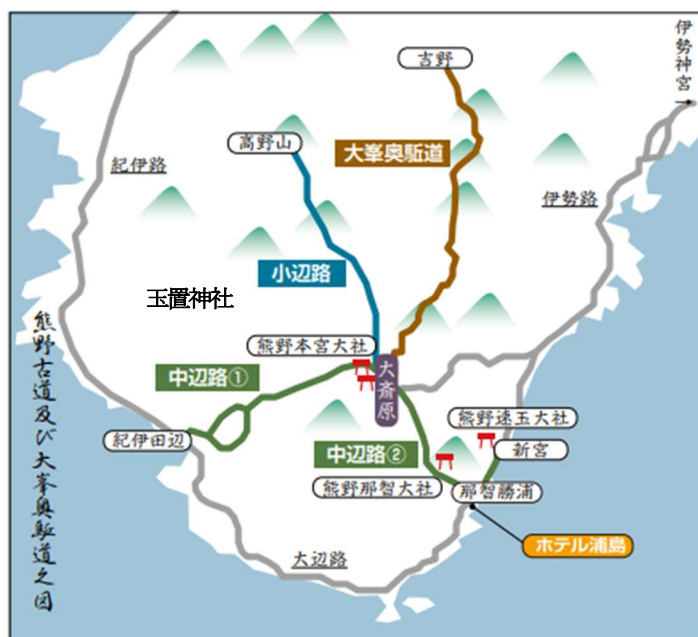 伊勢神宮
→
吉野
高野山
大峯奥駈道
紀伊路
伊勢路
小辺路
玉置神社
熊野本宮大社
中辺路①
大斎原
紀伊田辺
熊野速玉大社
新宮
中辺路②
熊野那智大社
那智勝浦
ホテル浦島
大辺路
熊野古道及び大峯奥駈道之図